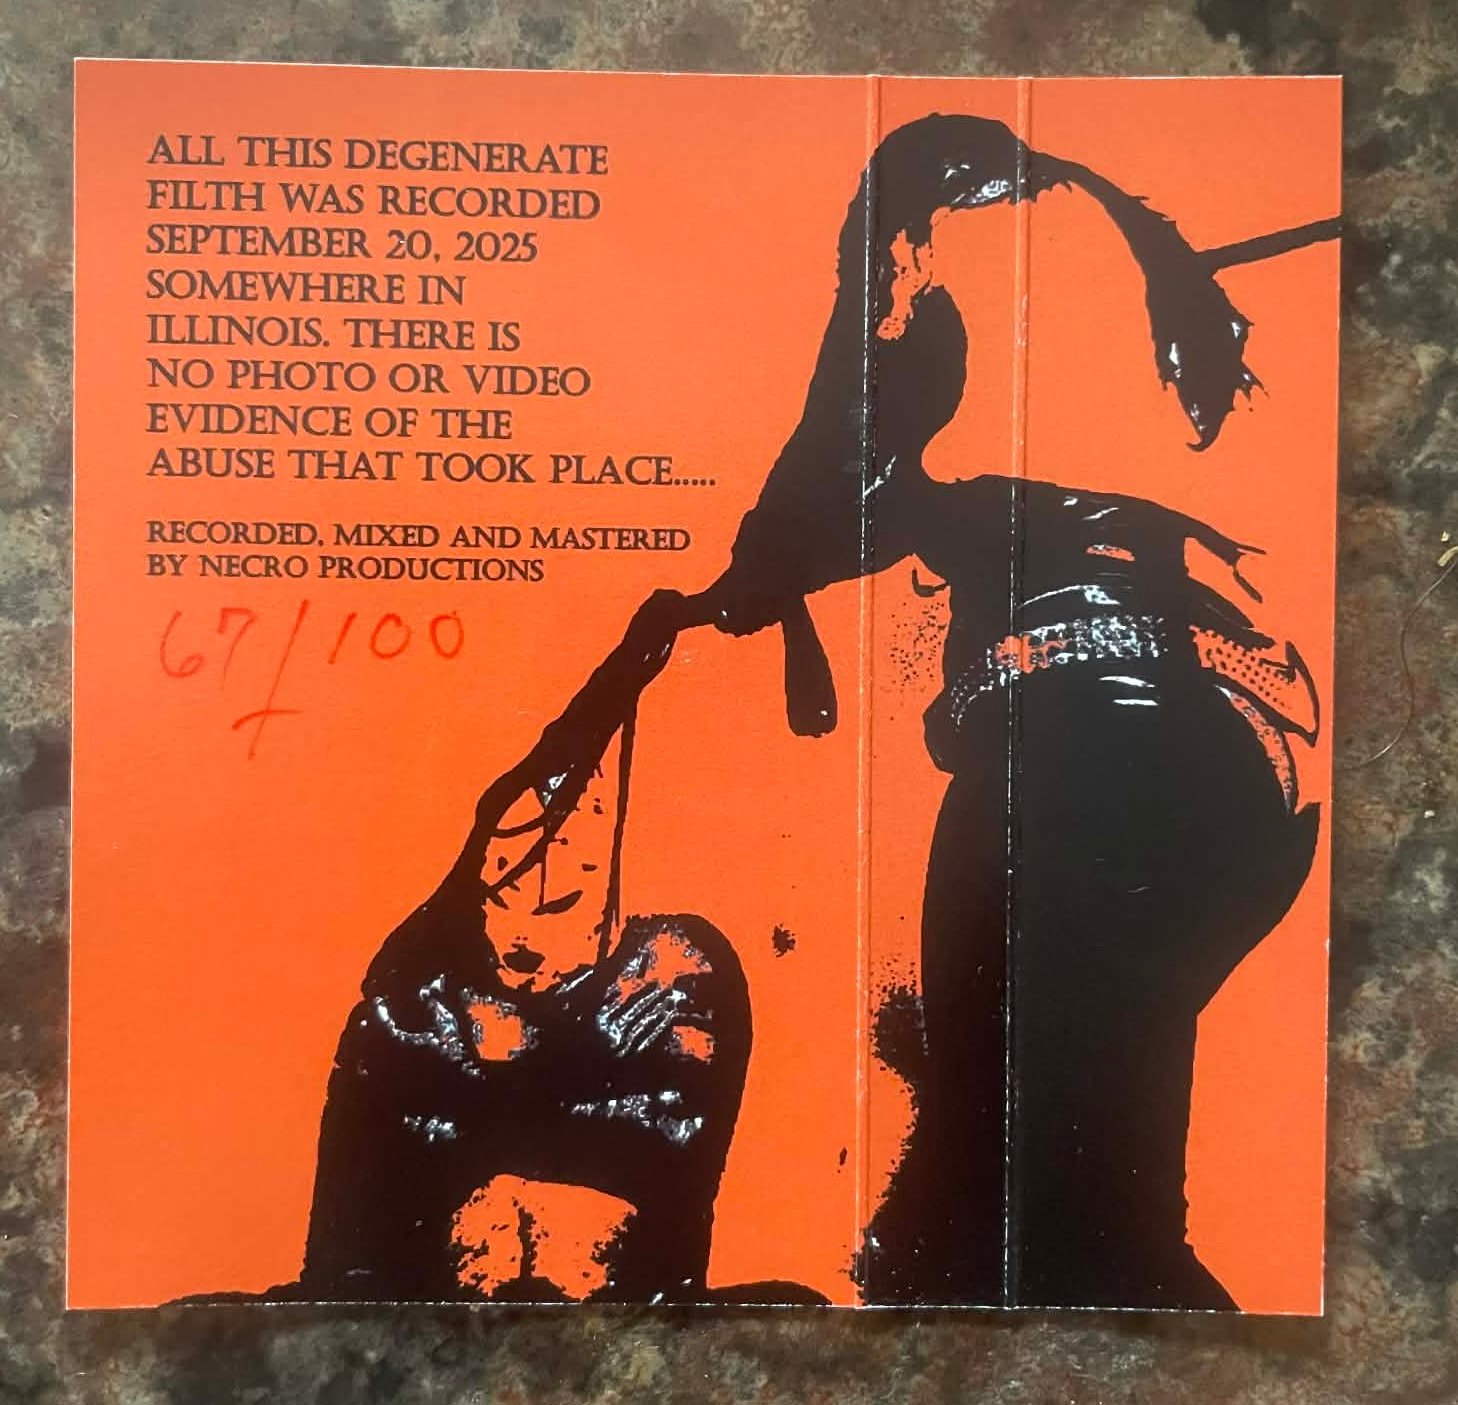 ALL THIS DEGENERATE
FILTH WAS RECORDED
SEPTEMBER 20, 2025
SOMEWHERE IN
ILLINOIS. THERE IS
NO PHOTO OR VIDEO
EVIDENCE OF THE
ABUSE THAT TOOK PLACE.....
RECORDED, MIXED AND MASTERED
BY NECRO PRODUCTIONS
67/100